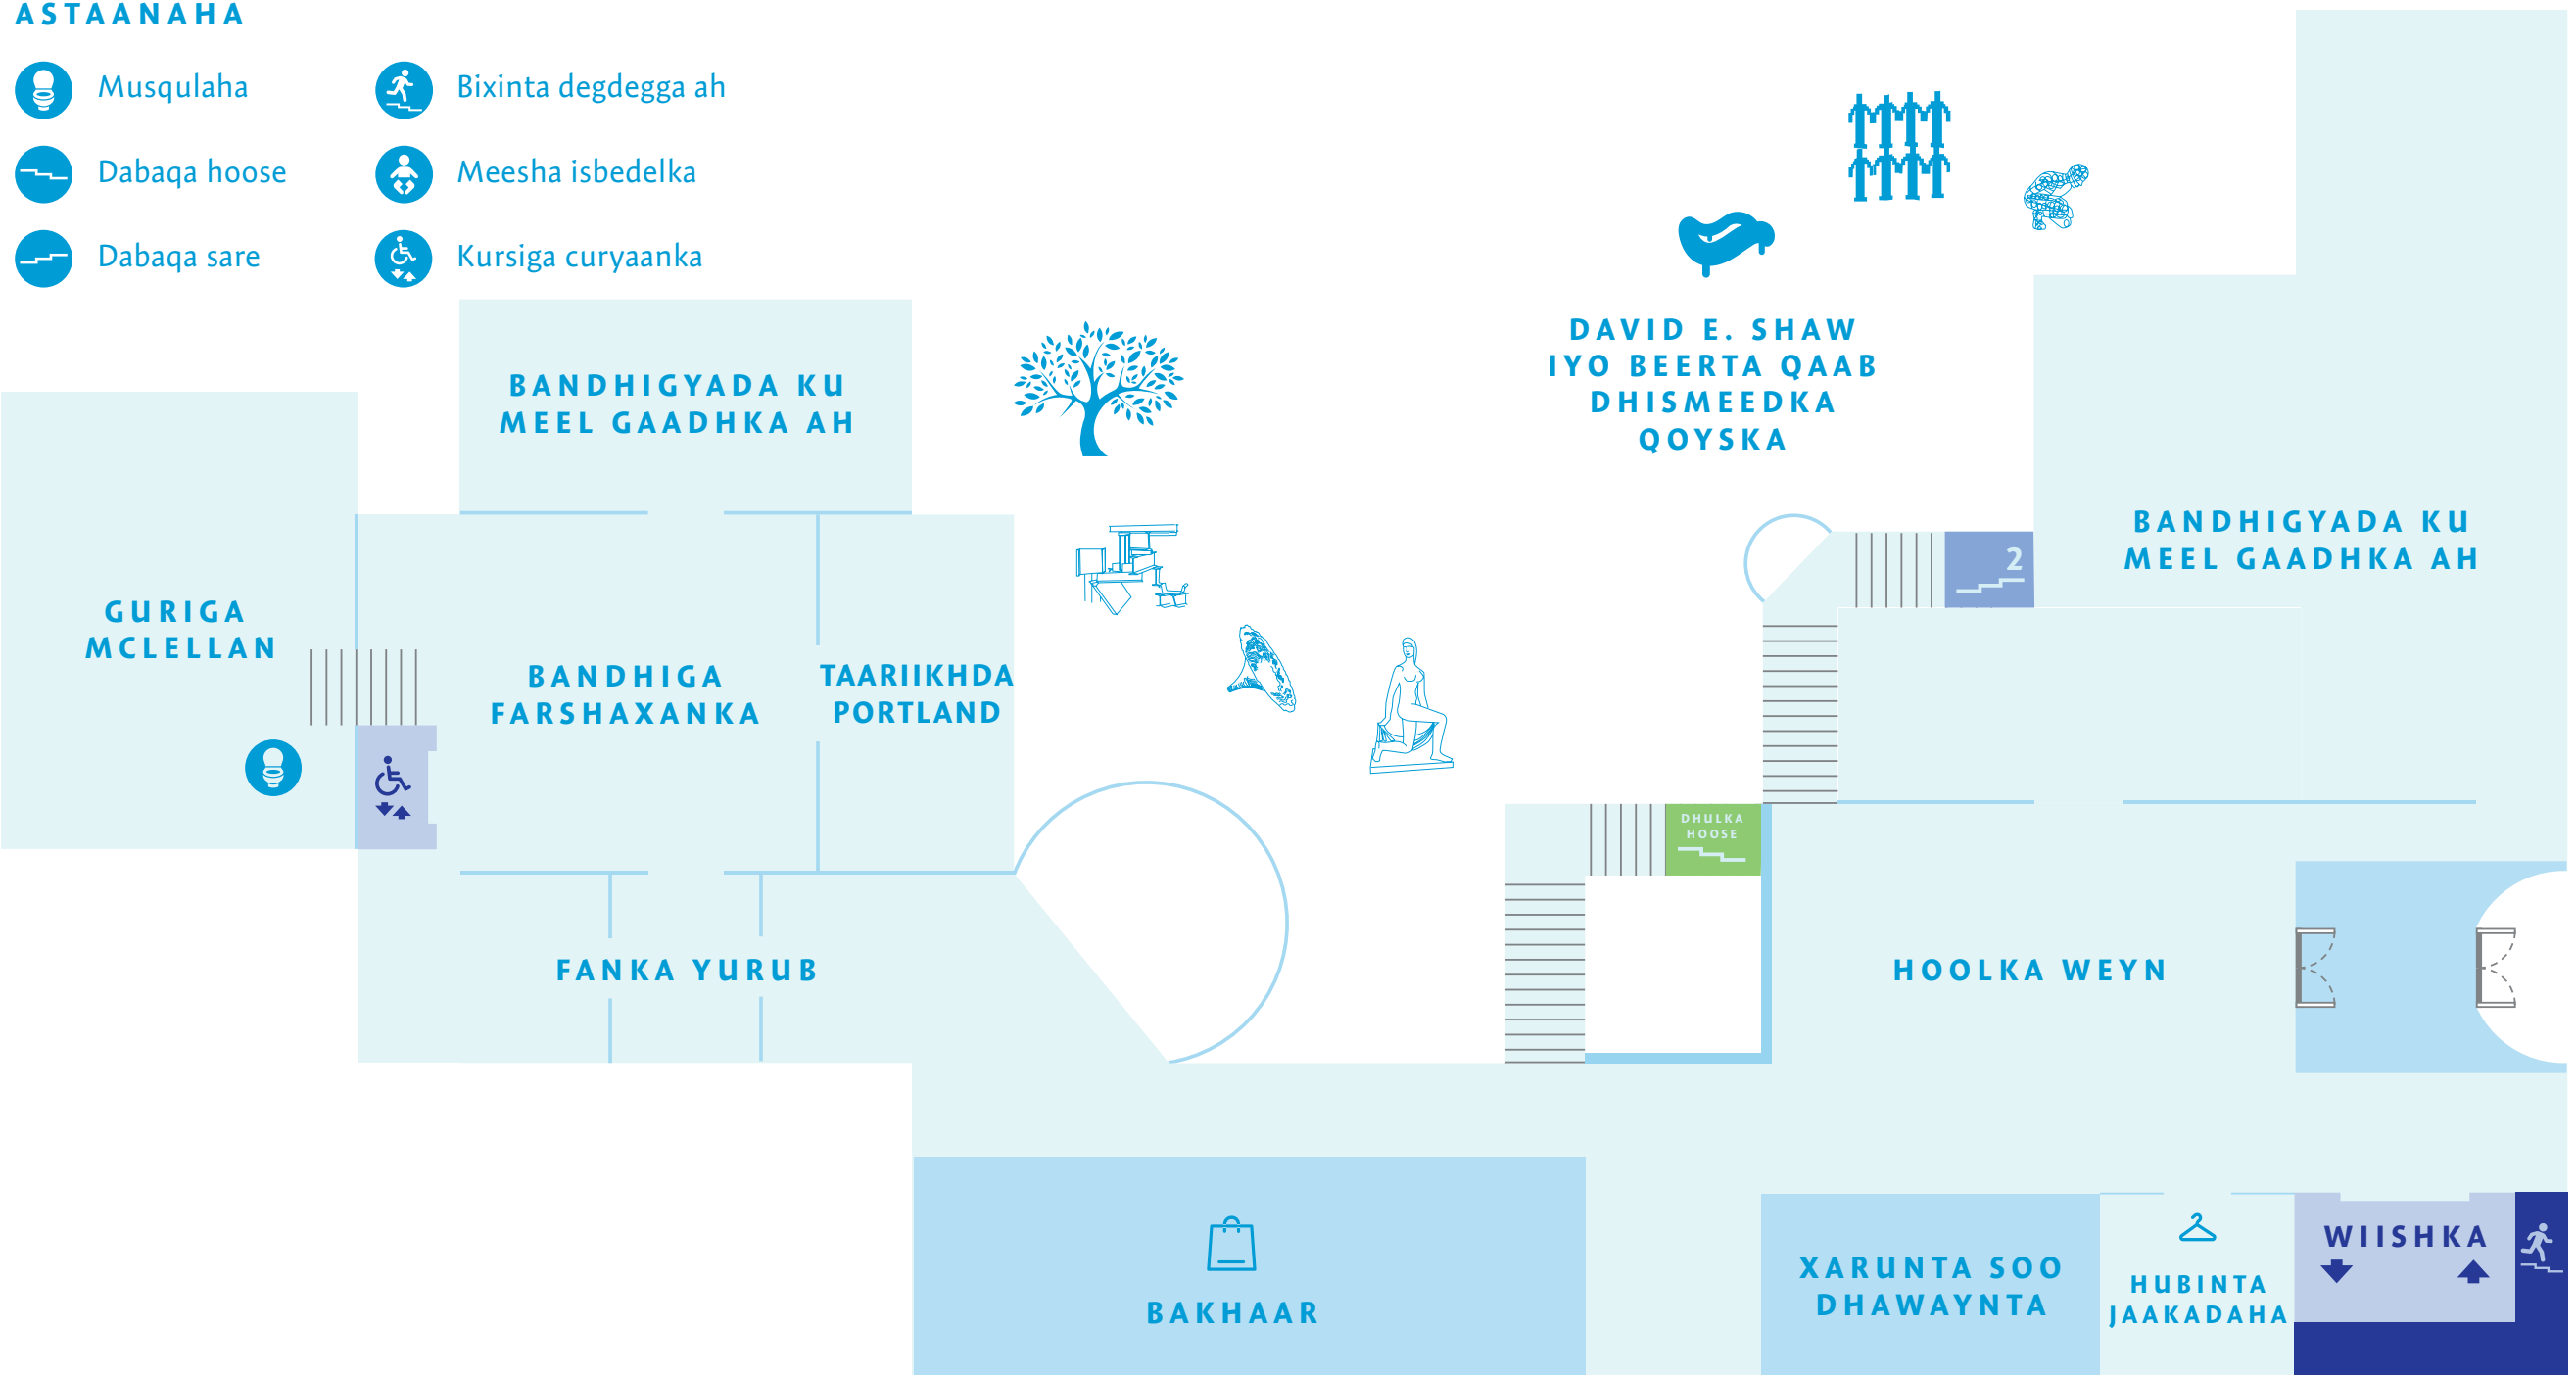 ASTAANAHA
Musqulaha
Dabaqa hoose
Dabaqa sare
Bixinta degdegga ah
Meesha isbedelka
Kursiga curyaanka
BANDHIGYADA KU
MEEL GAADHKA AH
DAVID E. SHAW
IYO BEERTA QAAB
DHISMEEDKA
QOYSKA
BANDHIGYADA KU
MEEL GAADHKA AH
2
GURIGA
MCLELLAN
BANDHIGA
FARSHAXANKA
TAARIIKHDA
PORTLAND
DHULKA
HOOSE
FANKA YURUB
HOOLKA WEYN
BAKHAAR
XARUNTA SOO
DHAWAYNTA
HUBINTA
JAAKADAHA
WIISHKA